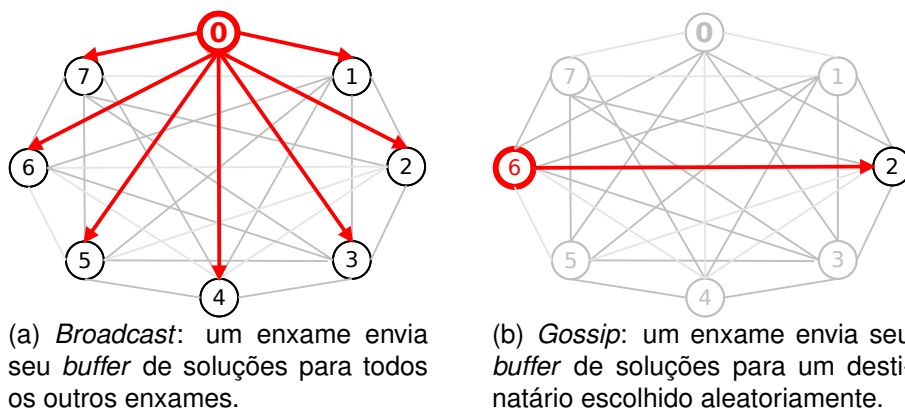 0
7
1
6
2
5
3
4
(a) Broadcast: um enxame envia
seu buffer de soluções para todos
os outros enxames.
0
7
1
6
2
5
3
4
(b) Gossip: um enxame envia seu
buffer de soluções para um desti-
natário escolhido aleatoriamente.